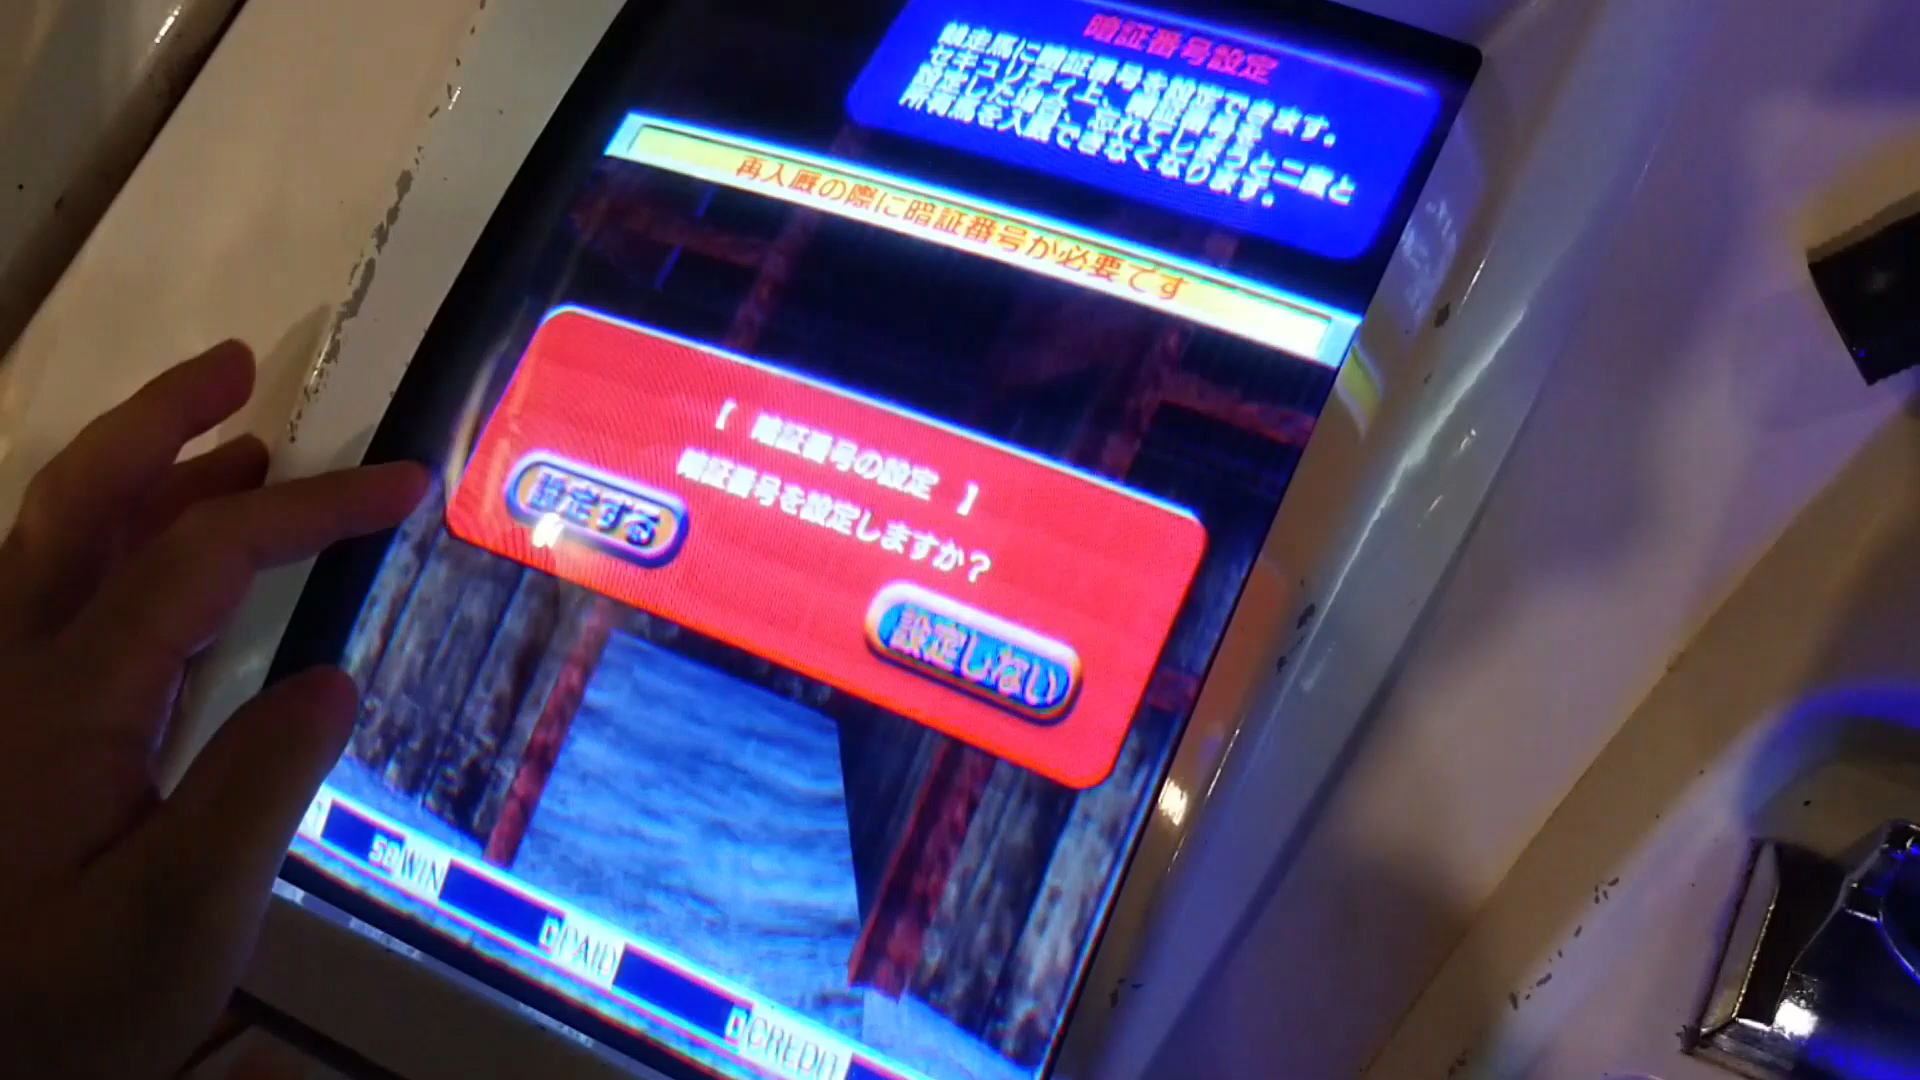 暗証番号設定
競走馬に暗証番号を設定できます。
セキュリティ上、暗証番号を
設定した場合、忘れてしまうと二度と
所有馬を入厩できなくなります。
再入厩の際に暗証番号が必要です
【 暗証番号の設定 】
暗証番号を設定しますか?
設定する
設定しない
58 WIN
0 PAID
0 CREDIT